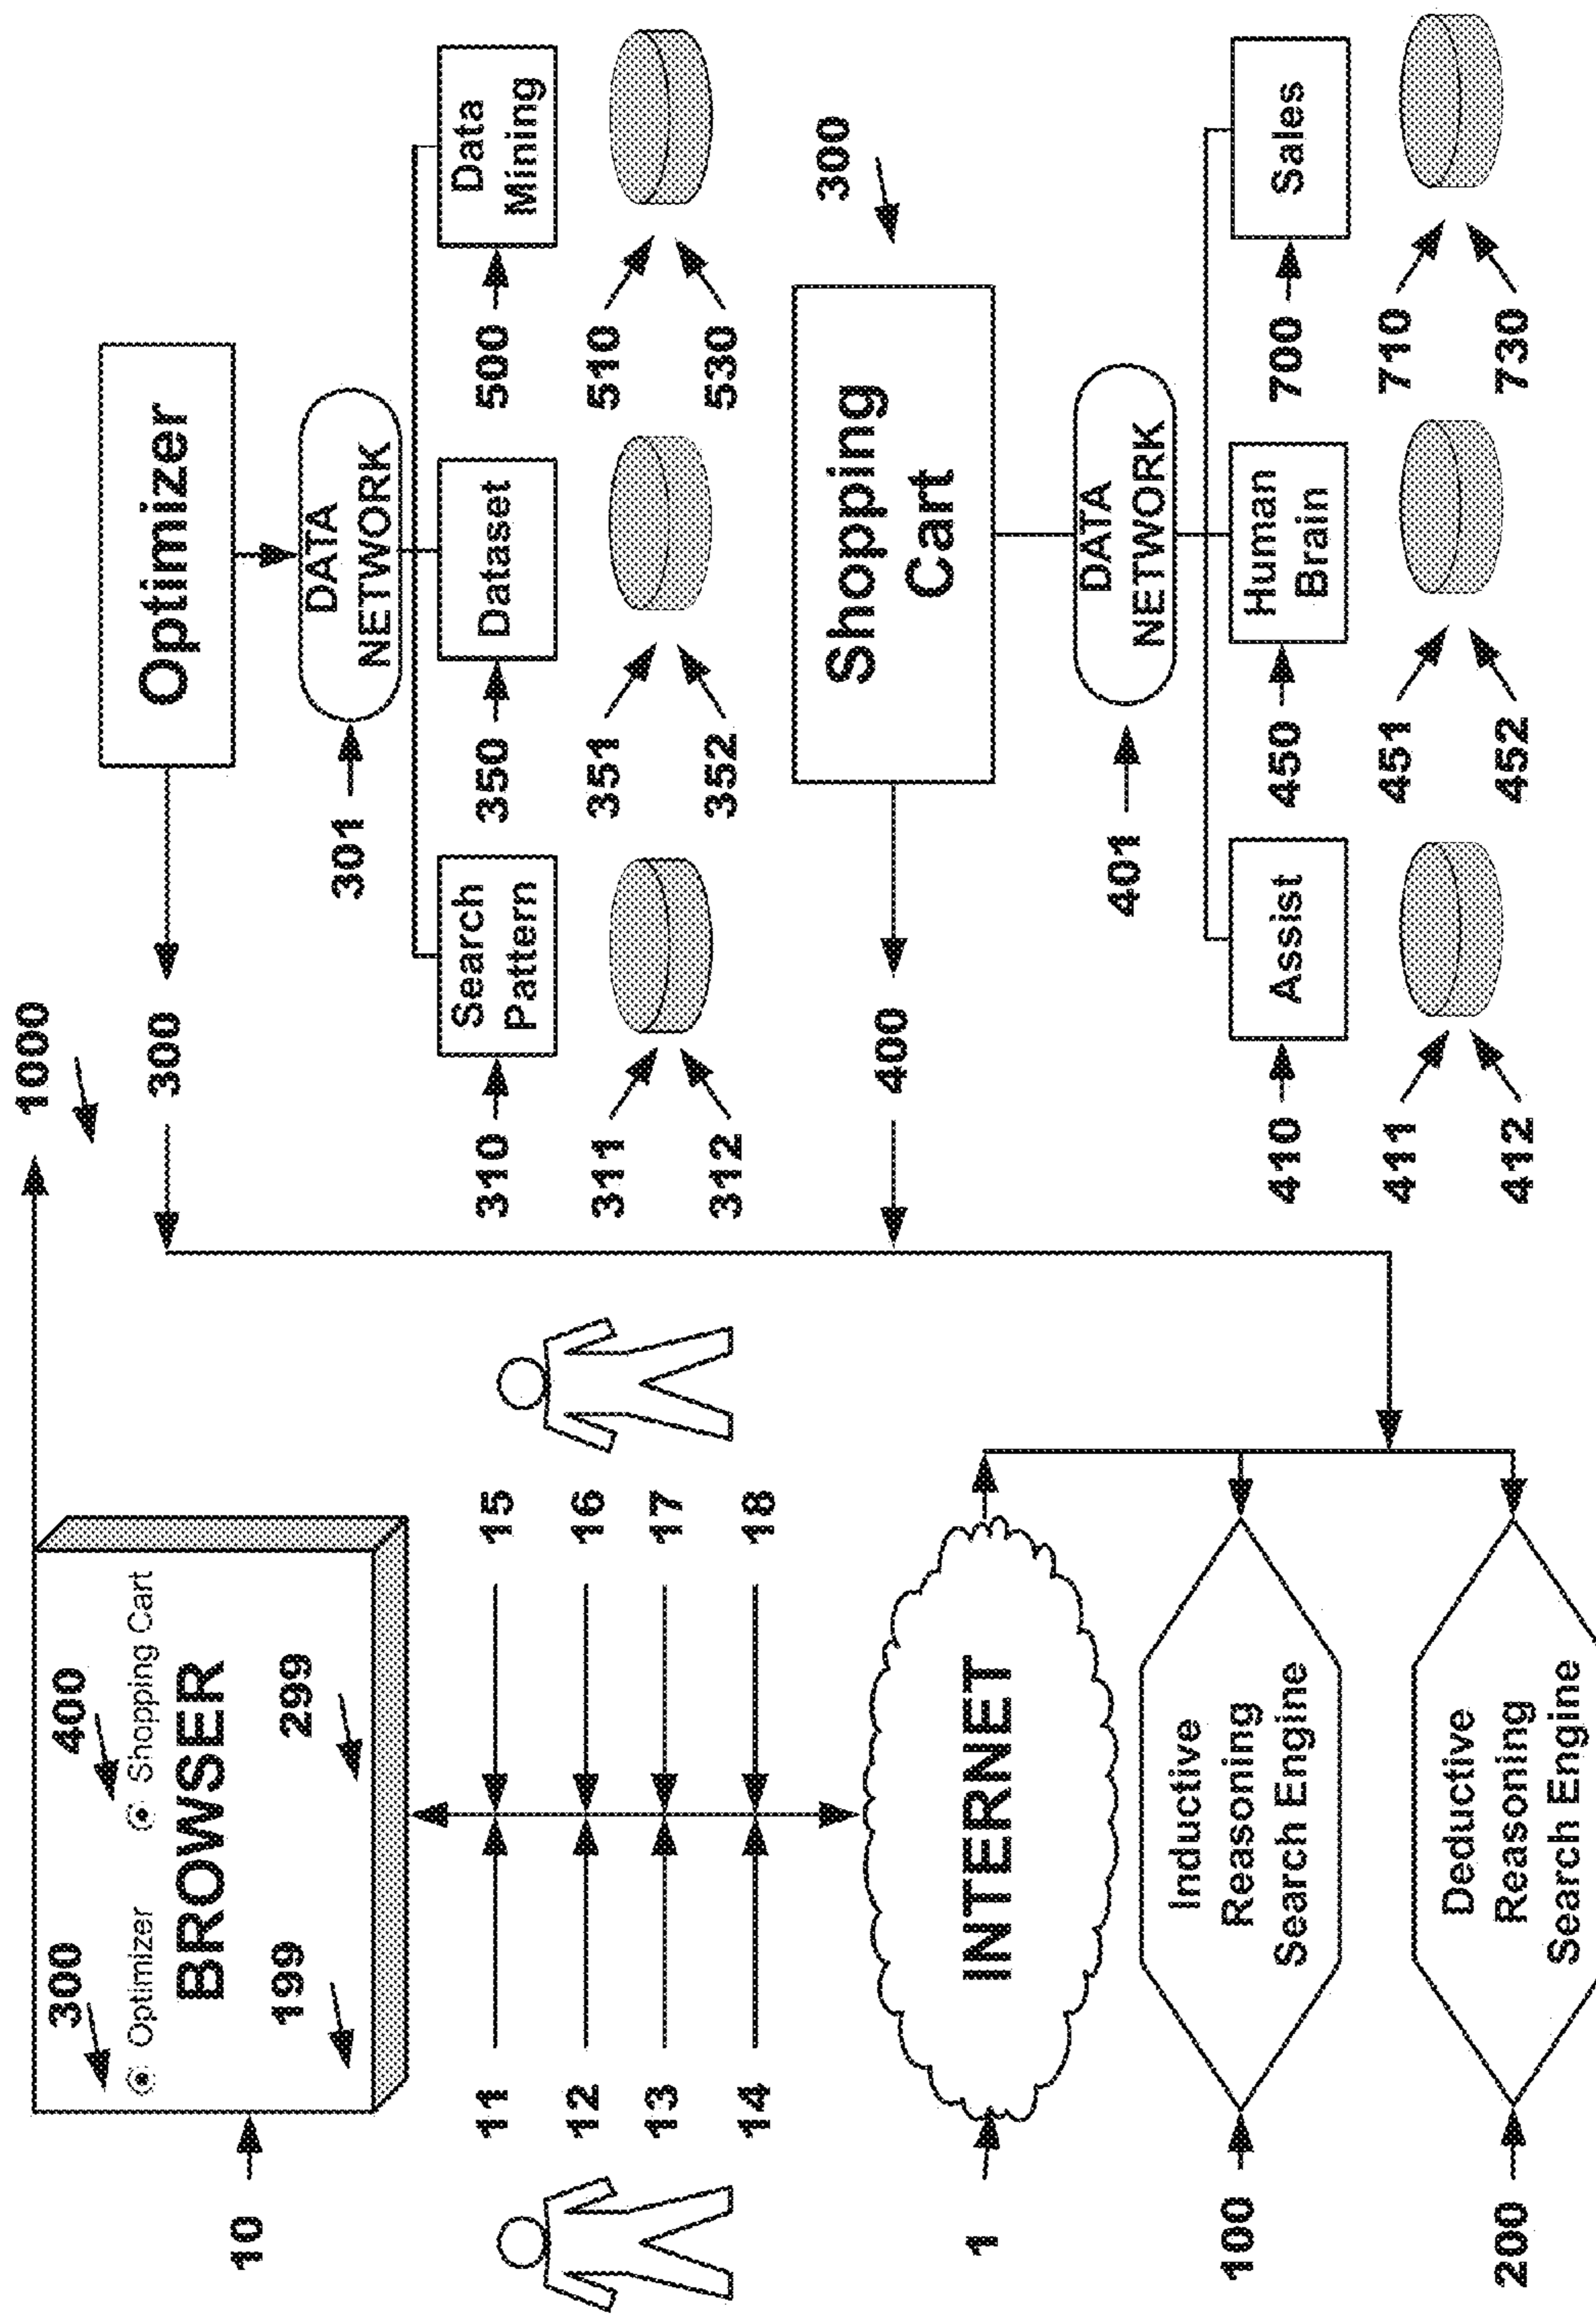 1000
300
400
Optimizer
Shopping Cart
BROWSER
199
299
10
11
12
13
14
15
16
17
18
1
INTERNET
100
Inductive
Reasoning
Search Engine
200
Deductive
Reasoning
Search Engine
300
Optimizer
301
DATA
NETWORK
310
Search
Pattern
350
Dataset
500
Data
Mining
311
312
351
352
510
530
300
400
Shopping
Cart
401
DATA
NETWORK
410
Assist
450
Human
Brain
700
Sales
411
412
451
452
710
730